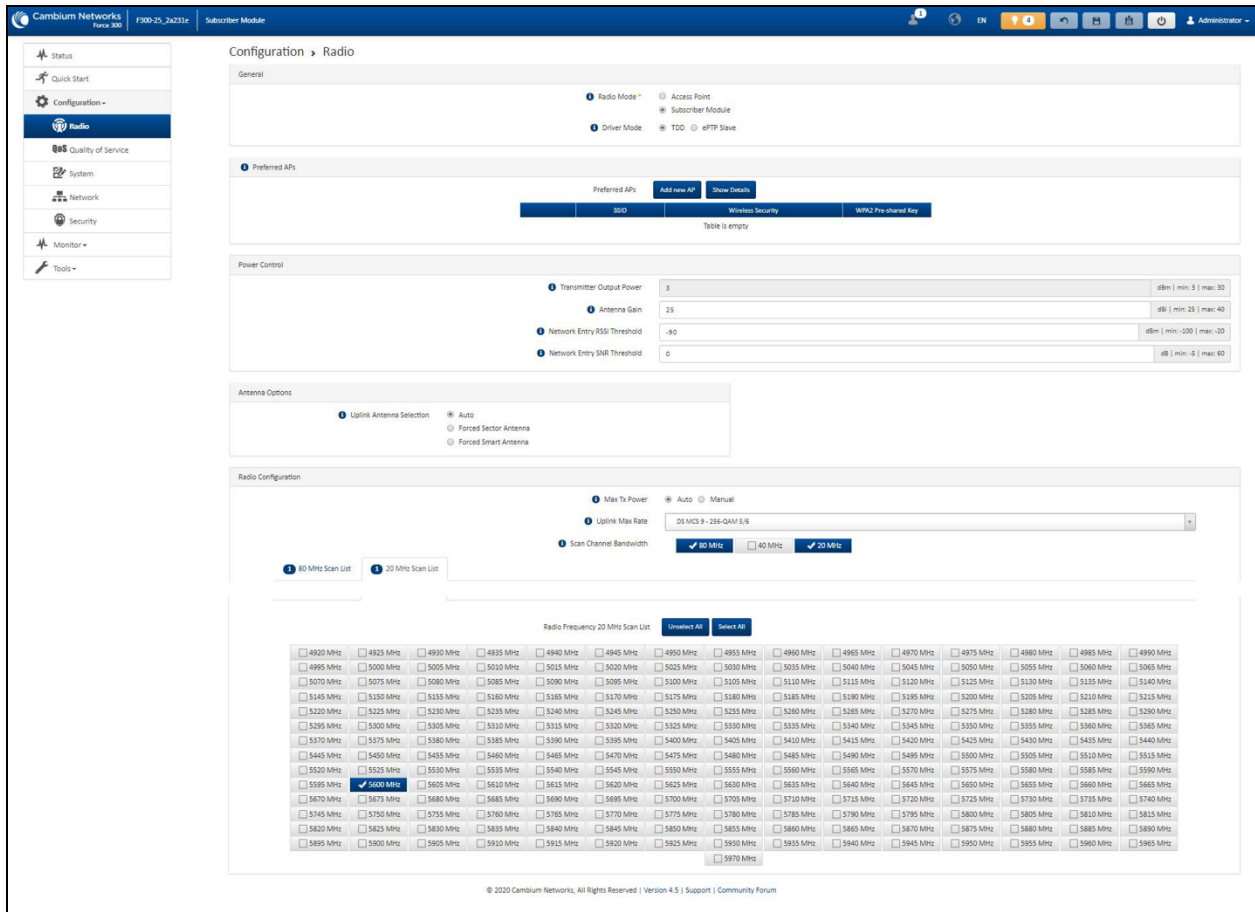 Cambium Networks
Force 300
F300-25_2a231e
Subscriber Module
1
EN
4
Administrator
Status
Quick Start
Configuration
Radio
QoS Quality of Service
System
Network
Security
Monitor
Tools
Configuration > Radio
General
Radio Mode *
Access Point
Subscriber Module
Driver Mode
TDD ePTP Slave
Preferred APs
Preferred APs Add new AP Show Details
SSID Wireless Security WPA2 Pre-shared Key
Table is empty
Power Control
Transmitter Output Power 3 dBm | min: 3 | max: 30
Antenna Gain 25 dBi | min: 25 | max: 40
Network Entry RSSI Threshold -90 dBm | min: -100 | max: -20
Network Entry SNR Threshold 0 dB | min: -5 | max: 60
Antenna Options
Uplink Antenna Selection Auto
Forced Sector Antenna
Forced Smart Antenna
Radio Configuration
Max Tx Power Auto Manual
Uplink Max Rate DS MCS 9 - 256-QAM 5/6
Scan Channel Bandwidth 80 MHz 40 MHz 20 MHz
1 80 MHz Scan List 1 20 MHz Scan List
Radio Frequency 20 MHz Scan List Unselect All Select All
4920 MHz 4925 MHz 4930 MHz 4935 MHz 4940 MHz 4945 MHz 4950 MHz 4955 MHz 4960 MHz 4965 MHz 4970 MHz 4975 MHz 4980 MHz 4985 MHz 4990 MHz
4995 MHz 5000 MHz 5005 MHz 5010 MHz 5015 MHz 5020 MHz 5025 MHz 5030 MHz 5035 MHz 5040 MHz 5045 MHz 5050 MHz 5055 MHz 5060 MHz 5065 MHz
5070 MHz 5075 MHz 5080 MHz 5085 MHz 5090 MHz 5095 MHz 5100 MHz 5105 MHz 5110 MHz 5115 MHz 5120 MHz 5125 MHz 5130 MHz 5135 MHz 5140 MHz
5145 MHz 5150 MHz 5155 MHz 5160 MHz 5165 MHz 5170 MHz 5175 MHz 5180 MHz 5185 MHz 5190 MHz 5195 MHz 5200 MHz 5205 MHz 5210 MHz 5215 MHz
5220 MHz 5225 MHz 5230 MHz 5235 MHz 5240 MHz 5245 MHz 5250 MHz 5255 MHz 5260 MHz 5265 MHz 5270 MHz 5275 MHz 5280 MHz 5285 MHz 5290 MHz
5295 MHz 5300 MHz 5305 MHz 5310 MHz 5315 MHz 5320 MHz 5325 MHz 5330 MHz 5335 MHz 5340 MHz 5345 MHz 5350 MHz 5355 MHz 5360 MHz 5365 MHz
5370 MHz 5375 MHz 5380 MHz 5385 MHz 5390 MHz 5395 MHz 5400 MHz 5405 MHz 5410 MHz 5415 MHz 5420 MHz 5425 MHz 5430 MHz 5435 MHz 5440 MHz
5445 MHz 5450 MHz 5455 MHz 5460 MHz 5465 MHz 5470 MHz 5475 MHz 5480 MHz 5485 MHz 5490 MHz 5495 MHz 5500 MHz 5505 MHz 5510 MHz 5515 MHz
5520 MHz 5525 MHz 5530 MHz 5535 MHz 5540 MHz 5545 MHz 5550 MHz 5555 MHz 5560 MHz 5565 MHz 5570 MHz 5575 MHz 5580 MHz 5585 MHz 5590 MHz
5595 MHz 5600 MHz 5605 MHz 5610 MHz 5615 MHz 5620 MHz 5625 MHz 5630 MHz 5635 MHz 5640 MHz 5645 MHz 5650 MHz 5655 MHz 5660 MHz 5665 MHz
5670 MHz 5675 MHz 5680 MHz 5685 MHz 5690 MHz 5695 MHz 5700 MHz 5705 MHz 5710 MHz 5715 MHz 5720 MHz 5725 MHz 5730 MHz 5735 MHz 5740 MHz
5745 MHz 5750 MHz 5755 MHz 5760 MHz 5765 MHz 5770 MHz 5775 MHz 5780 MHz 5785 MHz 5790 MHz 5795 MHz 5800 MHz 5805 MHz 5810 MHz 5815 MHz
5820 MHz 5825 MHz 5830 MHz 5835 MHz 5840 MHz 5845 MHz 5850 MHz 5855 MHz 5860 MHz 5865 MHz 5870 MHz 5875 MHz 5880 MHz 5885 MHz 5890 MHz
5895 MHz 5900 MHz 5905 MHz 5910 MHz 5915 MHz 5920 MHz 5925 MHz 5930 MHz 5935 MHz 5940 MHz 5945 MHz 5950 MHz 5955 MHz 5960 MHz 5965 MHz
5970 MHz
© 2020 Cambium Networks, All Rights Reserved | Version 4.5 | Support | Community Forum